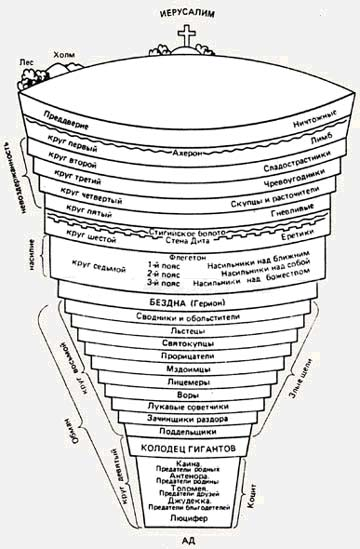 ИЕРУСАЛИМ
Лес
Холм
Преддверие Ничтожные
Ахерон
круг первый Лимб
круг второй Сладострастники
круг третий Чревоугодники
круг четвертый Скупцы и расточители
круг пятый Гневливые
невоздержанность
Стигийское болото
Стена Дита
круг шестой Еретики
насилие
Флегетон
круг седьмой
1-й пояс Насильники над ближним
2-й пояс Насильники над собой
3-й пояс Насильники над божеством
БЕЗДНА (Герион)
Сводники и обольстители
Льстецы
Святокупцы
Прорицатели
Мздоимцы
Лицемеры
Воры
Лукавые советчики
Зачинщики раздора
Поддельщики
круг восьмой
Злые щели
Обман
КОЛОДЕЦ ГИГАНТОВ
круг девятый
Каина.
Предатели родных
Антенора.
Предатели родины
Толомея.
Предатели друзей
Джудекка.
Предатели благодетелей
Люцифер
Коцит
АД